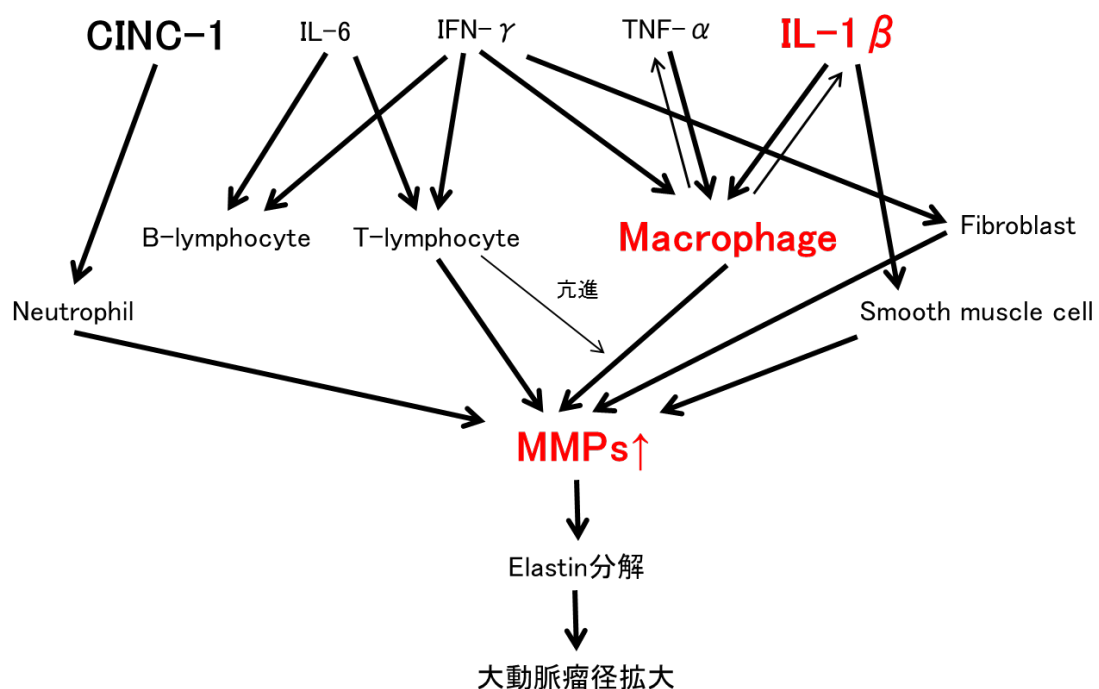 CINC-1
IL-6
IFN-γ
TNF-α
IL-1β
B-lymphocyte
T-lymphocyte
Macrophage
Fibroblast
Neutrophil
亢進
Smooth muscle cell
MMPs↑
Elastin分解
大動脈瘤径拡大